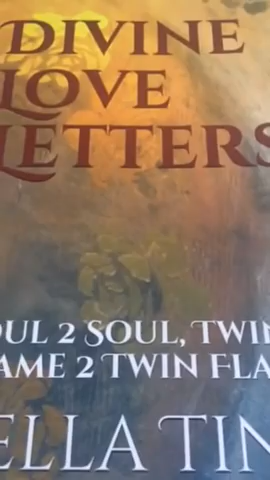 DIVINE
LOVE
LETTERS
OUL 2 SOUL, TWIN
AME 2 TWIN FLA
ELLA TIN